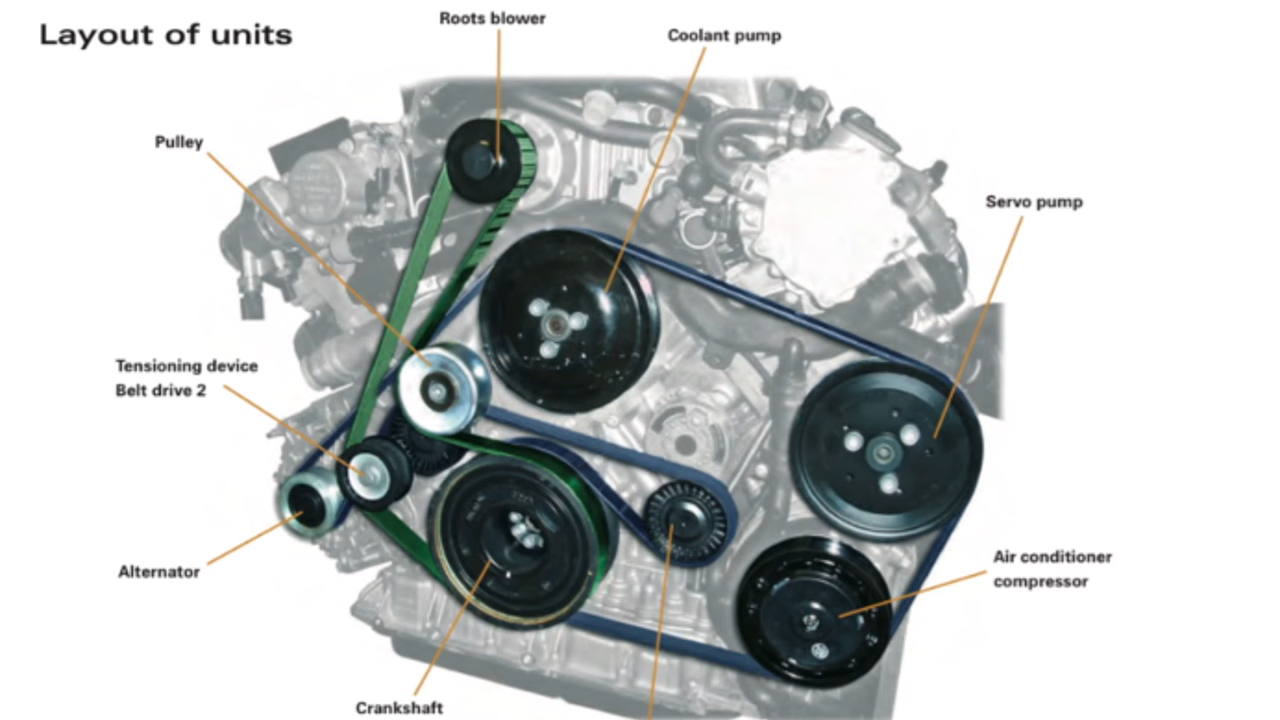 Layout of units
Roots blower
Coolant pump
Pulley
Servo pump
Tensioning device
Belt drive 2
Alternator
Air conditioner
compressor
Crankshaft